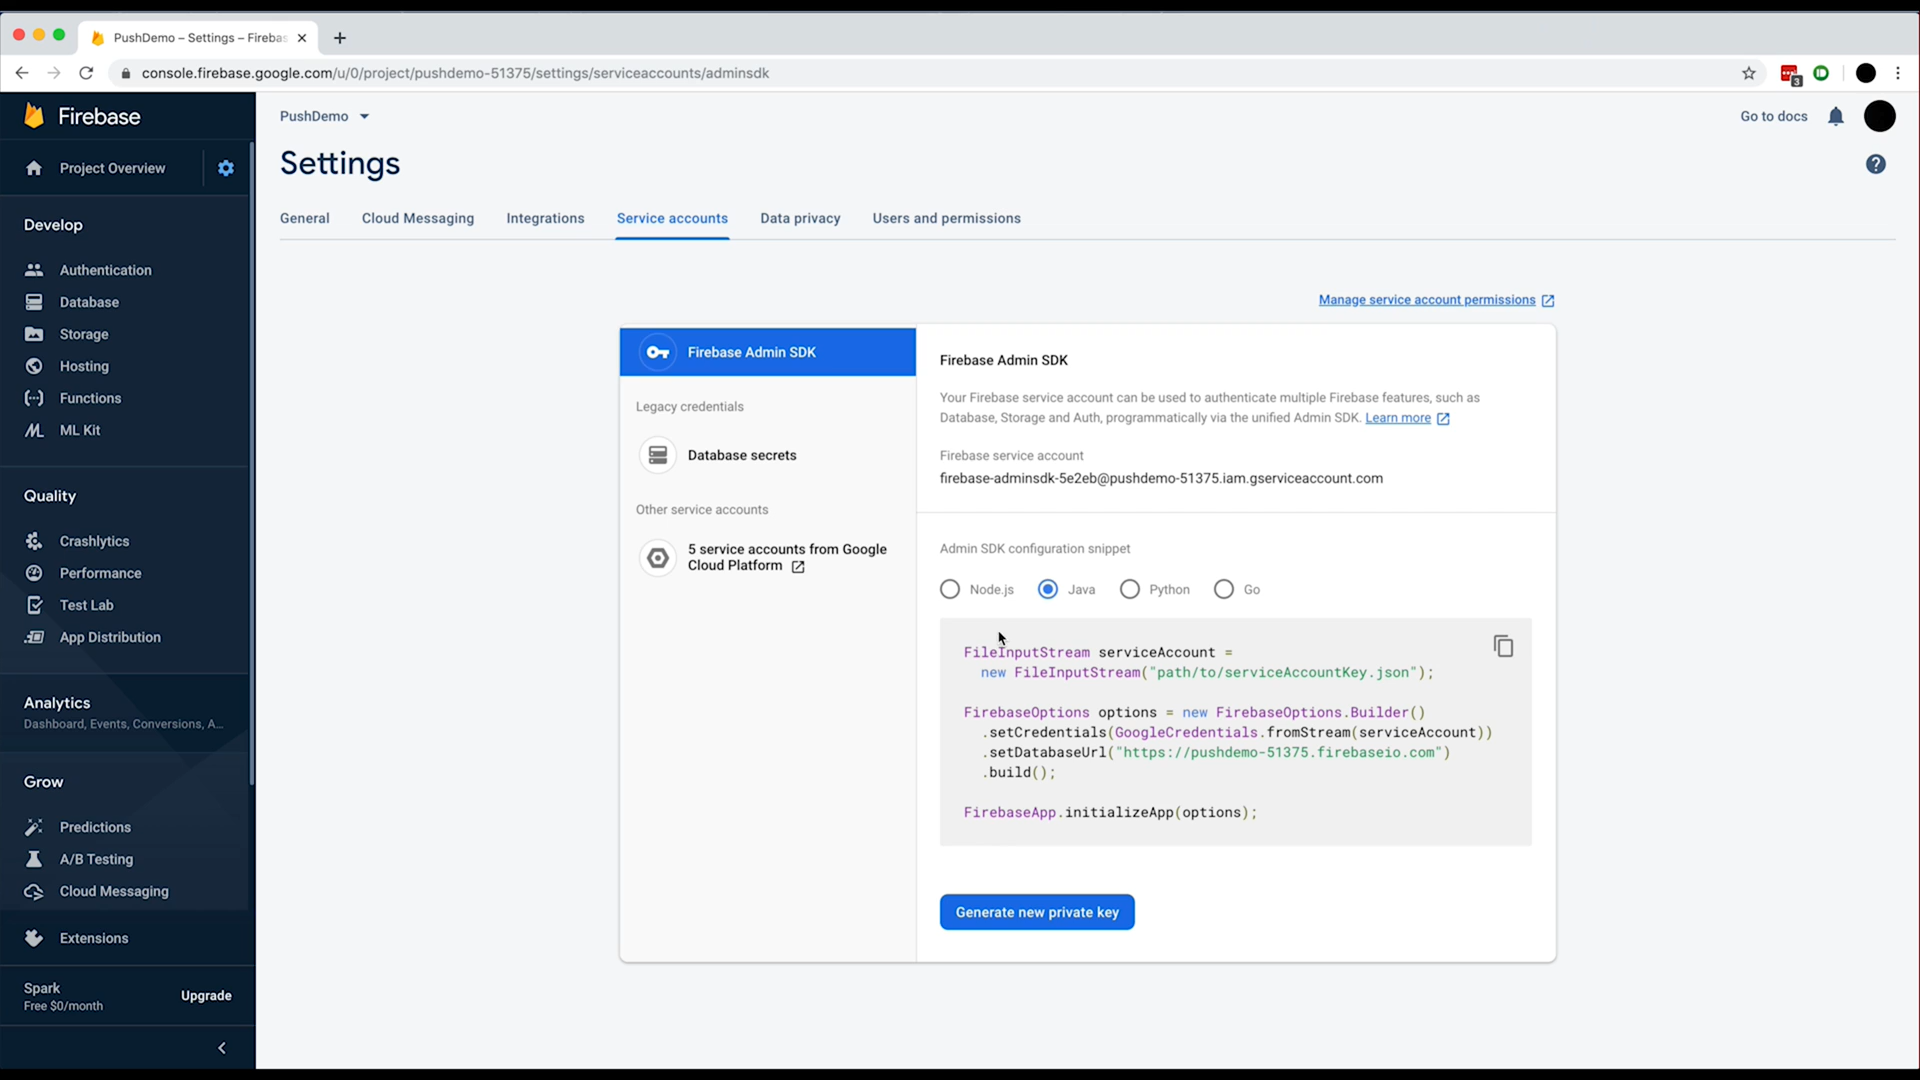 PushDemo – Settings – Firebas
console.firebase.google.com/u/0/project/pushdemo-51375/settings/serviceaccounts/adminsdk
3
Firebase
Project Overview
Develop
Authentication
Database
Storage
Hosting
Functions
ML Kit
Quality
Crashlytics
Performance
Test Lab
App Distribution
Analytics
Dashboard, Events, Conversions, A...
Grow
Predictions
A/B Testing
Cloud Messaging
Extensions
Spark
Free $0/month
Upgrade
PushDemo
Go to docs
Settings
General
Cloud Messaging
Integrations
Service accounts
Data privacy
Users and permissions
Manage service account permissions
Firebase Admin SDK
Legacy credentials
Database secrets
Other service accounts
5 service accounts from Google
Cloud Platform
Firebase Admin SDK
Your Firebase service account can be used to authenticate multiple Firebase features, such as
Database, Storage and Auth, programmatically via the unified Admin SDK. Learn more
Firebase service account
firebase-adminsdk-5e2eb@pushdemo-51375.iam.gserviceaccount.com
Admin SDK configuration snippet
Node.js
Java
Python
Go
FileInputStream serviceAccount =
new FileInputStream("path/to/serviceAccountKey.json");
FirebaseOptions options = new FirebaseOptions.Builder()
.setCredentials(GoogleCredentials.fromStream(serviceAccount))
.setDatabaseUrl("https://pushdemo-51375.firebaseio.com")
.build();
FirebaseApp.initializeApp(options);
Generate new private key